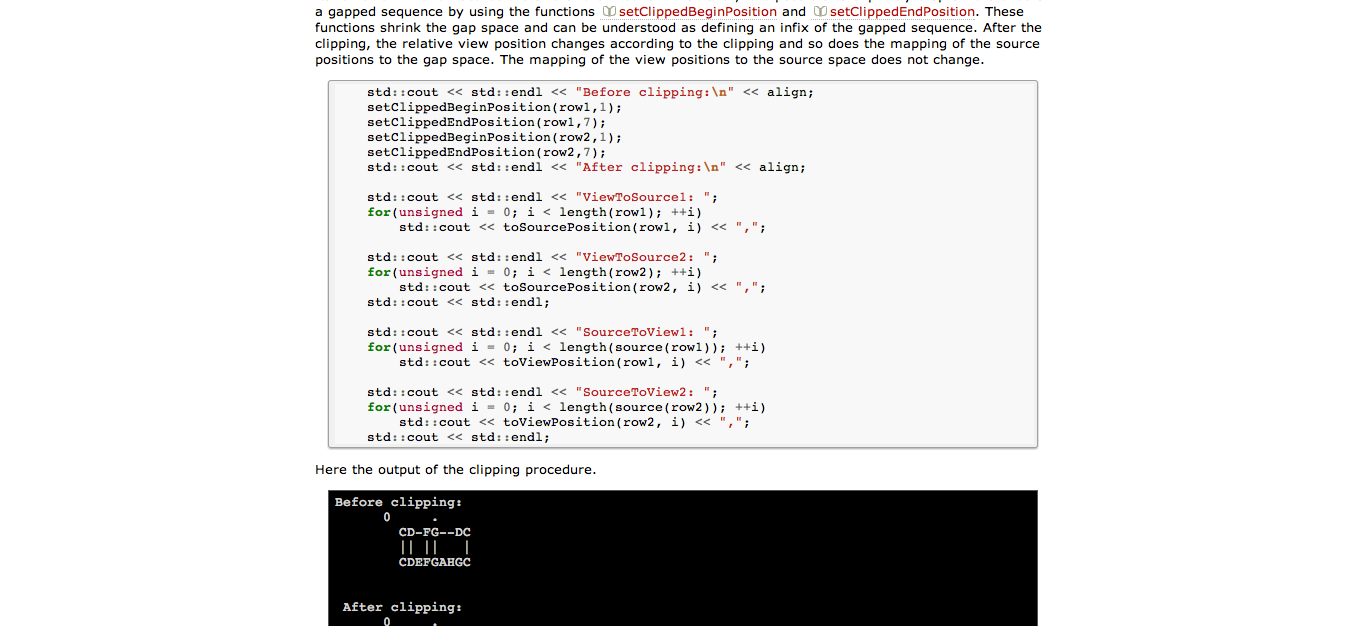 a gapped sequence by using the functions setClippedBeginPosition and setClippedEndPosition. These
functions shrink the gap space and can be understood as defining an infix of the gapped sequence. After the
clipping, the relative view position changes according to the clipping and so does the mapping of the source
positions to the gap space. The mapping of the view positions to the source space does not change.
std::cout << std::endl << "Before clipping:\n" << align;
setClippedBeginPosition(row1,1);
setClippedEndPosition(row1,7);
setClippedBeginPosition(row2,1);
setClippedEndPosition(row2,7);
std::cout << std::endl << "After clipping:\n" << align;
std::cout << std::endl << "ViewToSource1: ";
for(unsigned i = 0; i < length(row1); ++i)
    std::cout << toSourcePosition(row1, i) << ",";
std::cout << std::endl << "ViewToSource2: ";
for(unsigned i = 0; i < length(row2); ++i)
    std::cout << toSourcePosition(row2, i) << ",";
std::cout << std::endl;
std::cout << std::endl << "SourceToView1: ";
for(unsigned i = 0; i < length(source(row1)); ++i)
    std::cout << toViewPosition(row1, i) << ",";
std::cout << std::endl << "SourceToView2: ";
for(unsigned i = 0; i < length(source(row2)); ++i)
    std::cout << toViewPosition(row2, i) << ",";
std::cout << std::endl;
Here the output of the clipping procedure.
Before clipping:
      0     .
        CD-FG--DC
        || ||   |
        CDEFGAHGC
 After clipping:
      0     .